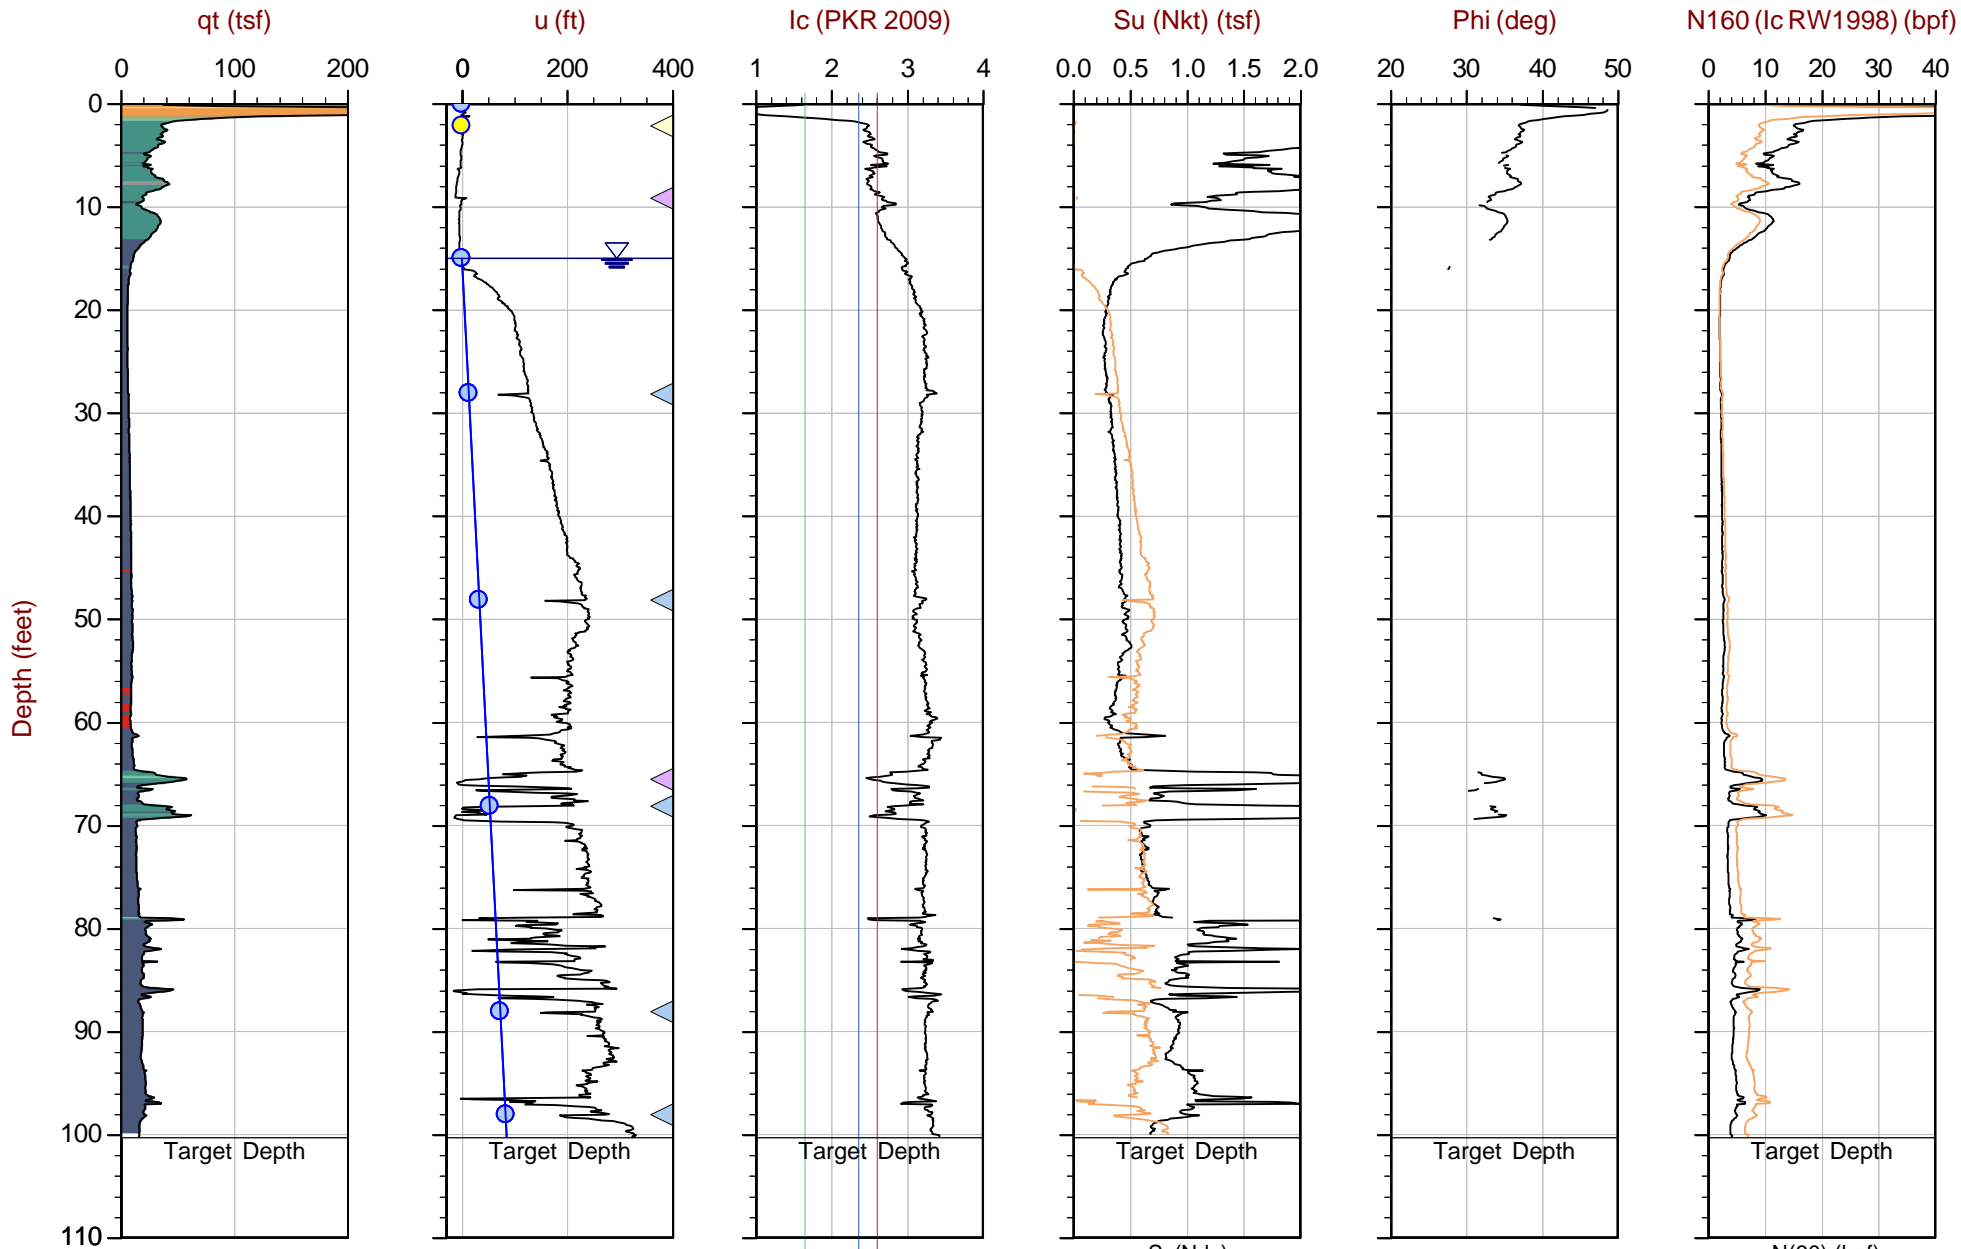 qt (tsf)
u (ft)
Ic (PKR 2009)
Su (Nkt) (tsf)
Phi (deg)
N160 (Ic RW1998) (bpf)
0 100 200
0 200 400
1 2 3 4
0.0 0.5 1.0 1.5 2.0
20 30 40 50
0 10 20 30 40
Depth (feet)
0
10
20
30
40
50
60
70
80
90
100
110
Target Depth
Target Depth
Target Depth
Target Depth
Target Depth
Target Depth